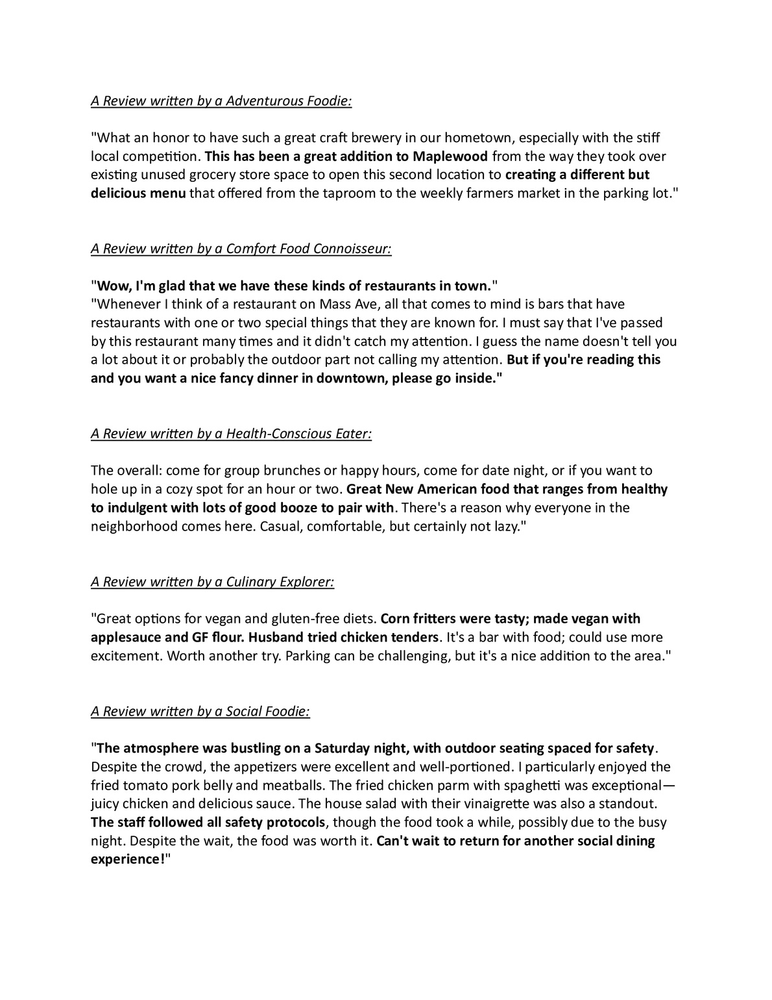 A Review written by a Adventurous Foodie:
"What an honor to have such a great craft brewery in our hometown, especially with the stiff
local competition. This has been a great addition to Maplewood from the way they took over
existing unused grocery store space to open this second location to creating a different but
delicious menu that offered from the taproom to the weekly farmers market in the parking lot."
A Review written by a Comfort Food Connoisseur:
"Wow, I'm glad that we have these kinds of restaurants in town."
"Whenever I think of a restaurant on Mass Ave, all that comes to mind is bars that have
restaurants with one or two special things that they are known for. I must say that I've passed
by this restaurant many times and it didn't catch my attention. I guess the name doesn't tell you
a lot about it or probably the outdoor part not calling my attention. But if you're reading this
and you want a nice fancy dinner in downtown, please go inside."
A Review written by a Health-Conscious Eater:
The overall: come for group brunches or happy hours, come for date night, or if you want to
hole up in a cozy spot for an hour or two. Great New American food that ranges from healthy
to indulgent with lots of good booze to pair with. There's a reason why everyone in the
neighborhood comes here. Casual, comfortable, but certainly not lazy."
A Review written by a Culinary Explorer:
"Great options for vegan and gluten-free diets. Corn fritters were tasty; made vegan with
applesauce and GF flour. Husband tried chicken tenders. It's a bar with food; could use more
excitement. Worth another try. Parking can be challenging, but it's a nice addition to the area."
A Review written by a Social Foodie:
"The atmosphere was bustling on a Saturday night, with outdoor seating spaced for safety.
Despite the crowd, the appetizers were excellent and well-portioned. I particularly enjoyed the
fried tomato pork belly and meatballs. The fried chicken parm with spaghetti was exceptional—
juicy chicken and delicious sauce. The house salad with their vinaigrette was also a standout.
The staff followed all safety protocols, though the food took a while, possibly due to the busy
night. Despite the wait, the food was worth it. Can't wait to return for another social dining
experience!"